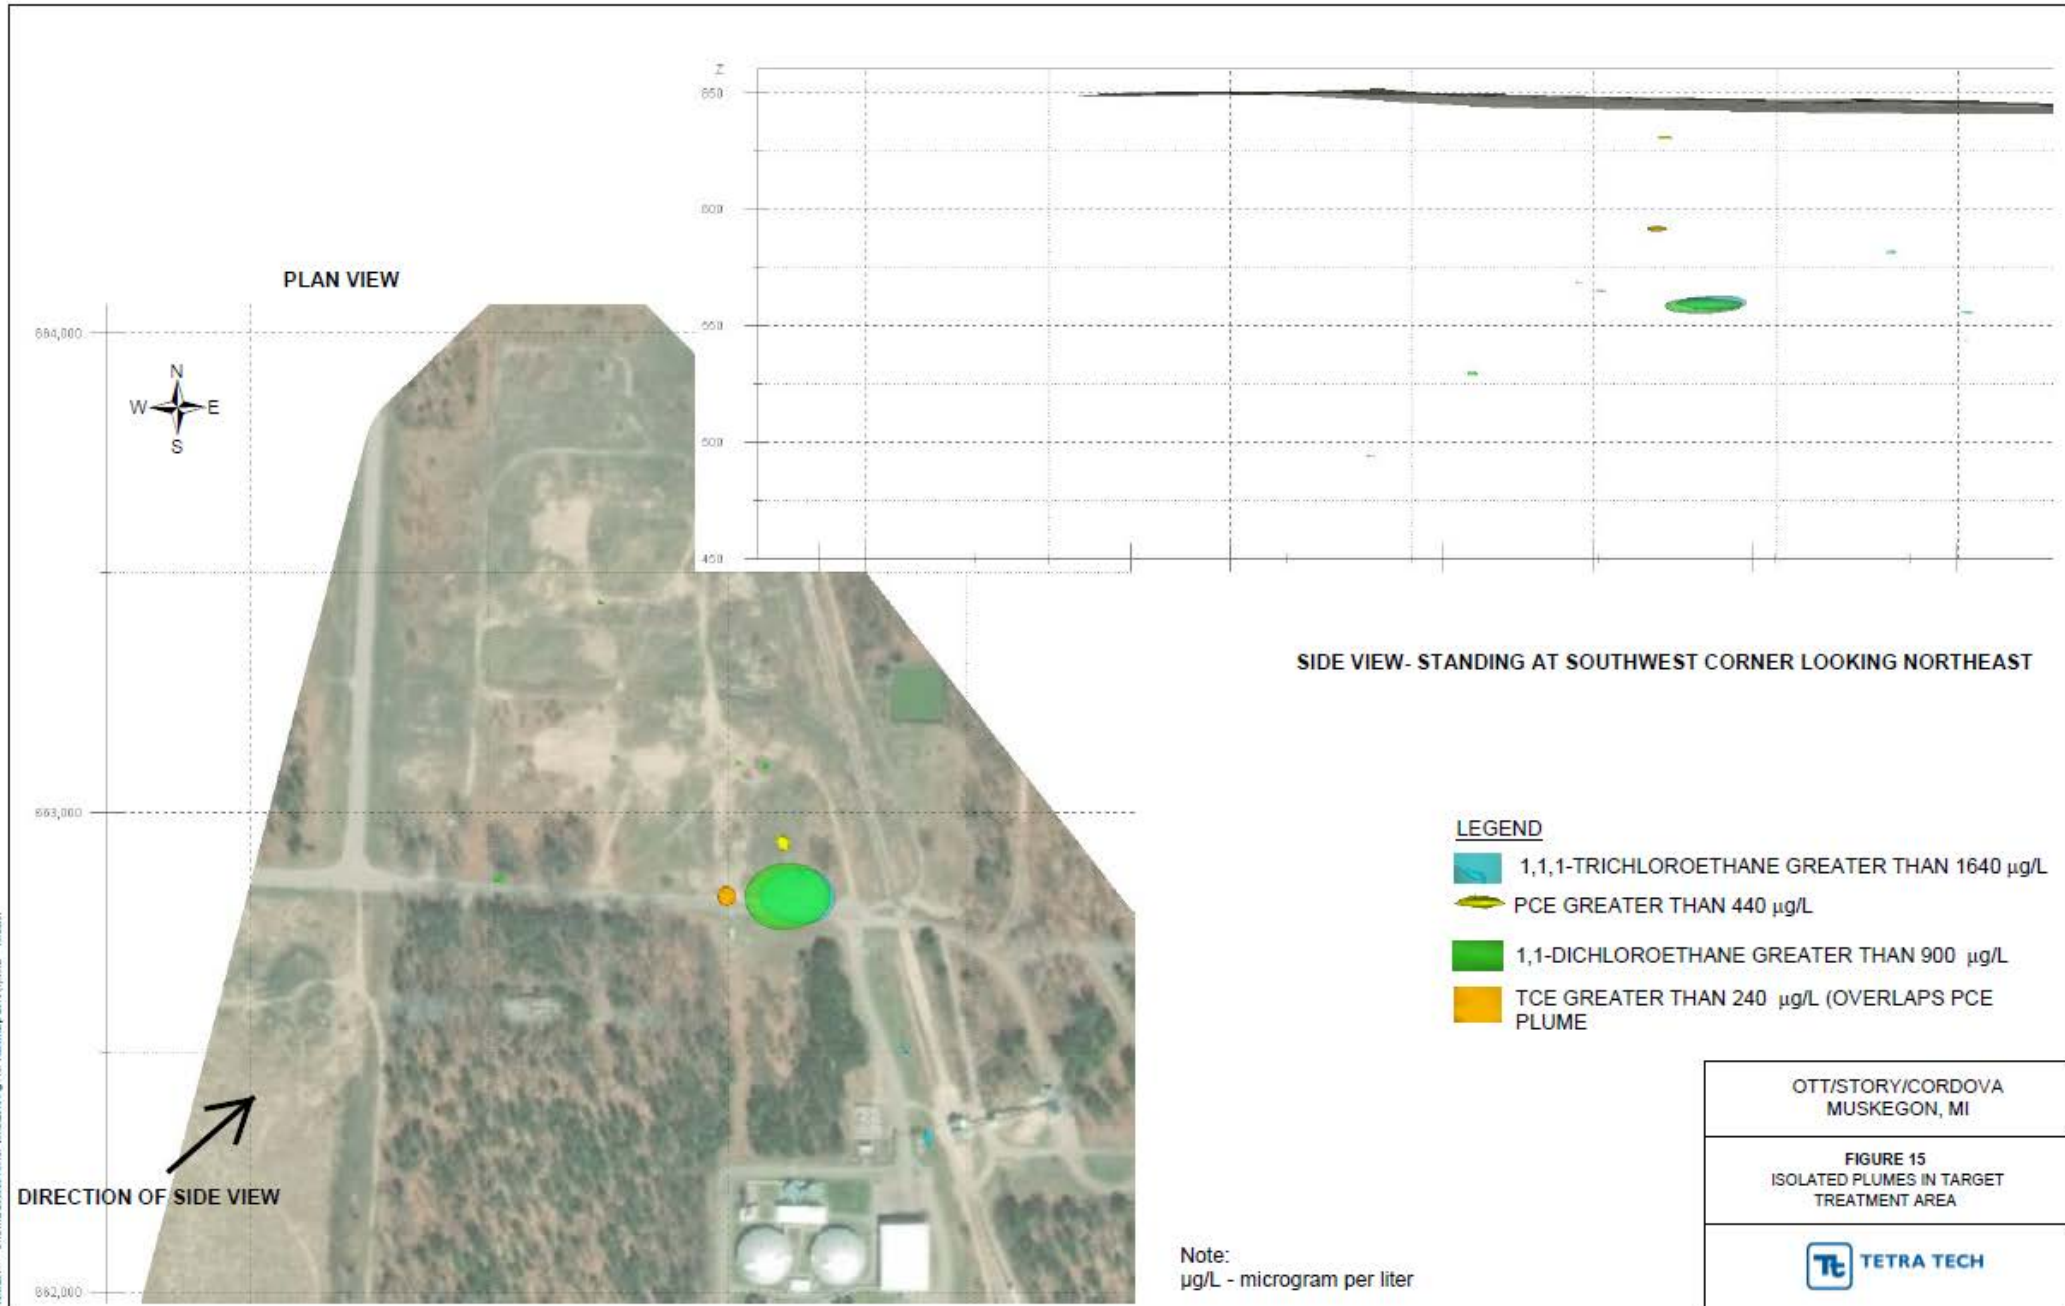 Z
650
600
550
500
450
PLAN VIEW
N
W E
S
SIDE VIEW- STANDING AT SOUTHWEST CORNER LOOKING NORTHEAST
LEGEND
1,1,1-TRICHLOROETHANE GREATER THAN 1640 µg/L
PCE GREATER THAN 440 µg/L
1,1-DICHLOROETHANE GREATER THAN 900 µg/L
TCE GREATER THAN 240 µg/L (OVERLAPS PCE
PLUME
DIRECTION OF SIDE VIEW
Note:
µg/L - microgram per liter
OTT/STORY/CORDOVA
MUSKEGON, MI
FIGURE 15
ISOLATED PLUMES IN TARGET
TREATMENT AREA
Tt TETRA TECH